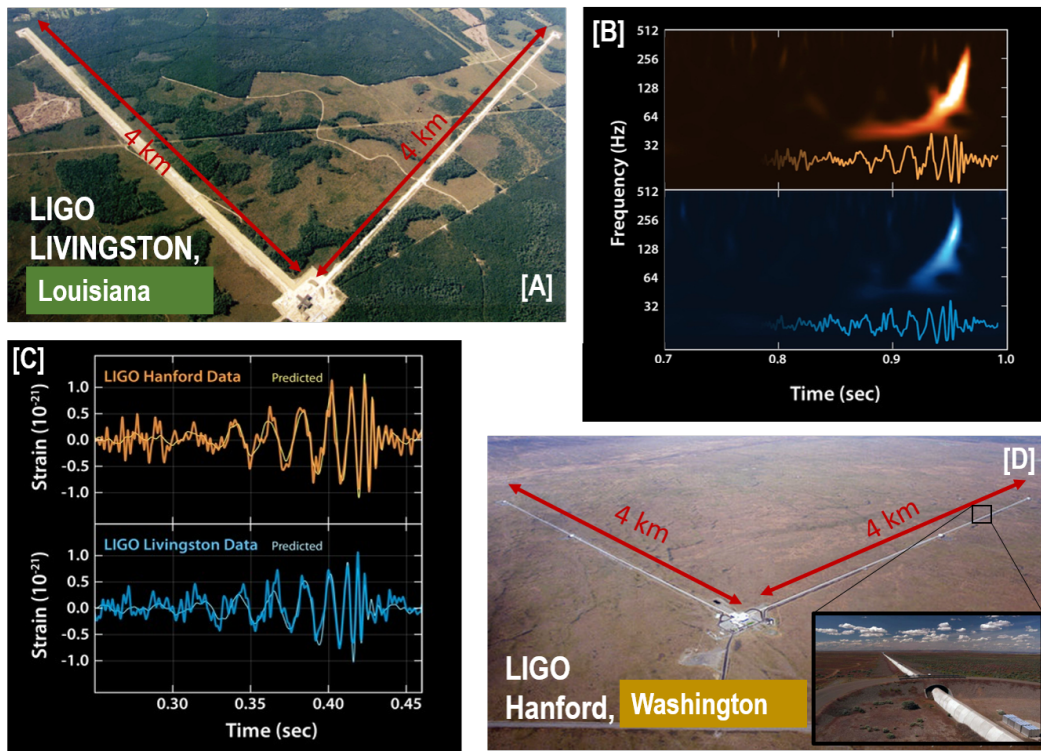 4 km
4 km
LIGO
LIVINGSTON,
Louisiana
[A]
[B]
512
256
128
64
32
512
256
128
64
32
Frequency (Hz)
0.7
0.8
0.9
1.0
Time (sec)
[C]
LIGO Hanford Data
Predicted
1.0
0.5
0.0
-0.5
-1.0
Strain (10⁻²¹)
LIGO Livingston Data
Predicted
1.0
0.5
0.0
-0.5
-1.0
Strain (10⁻²¹)
0.30
0.35
0.40
0.45
Time (sec)
[D]
4 km
4 km
LIGO
Hanford,
Washington